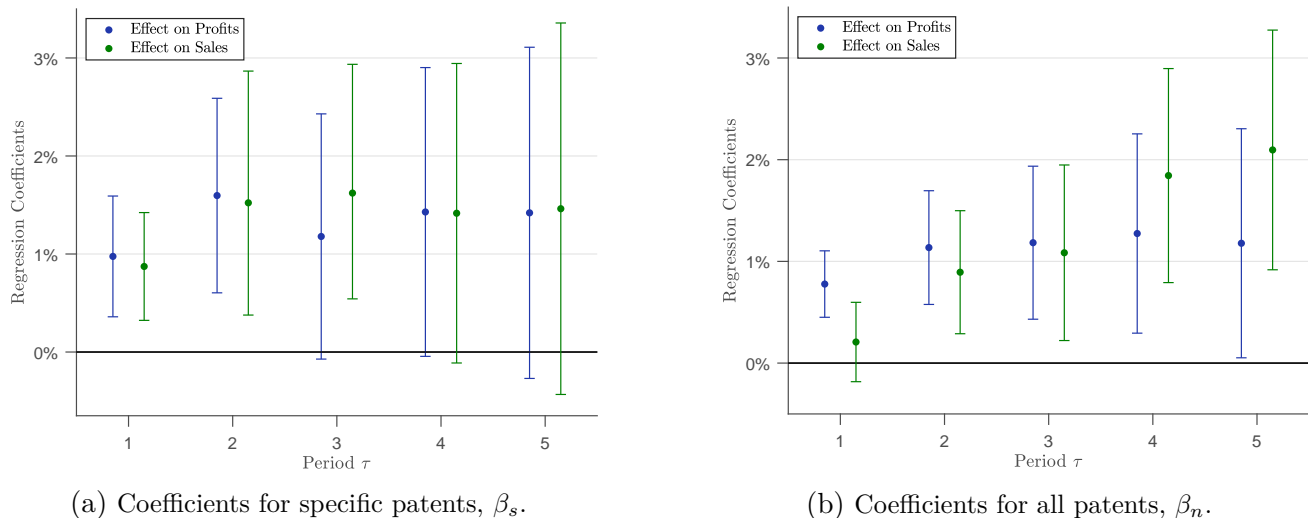 Effect on Profits
Effect on Sales
3%
2%
1%
0%
Regression Coefficients
1 2 3 4 5
Period τ
(a) Coefficients for specific patents, βs.
Effect on Profits
Effect on Sales
3%
2%
1%
0%
Regression Coefficients
1 2 3 4 5
Period τ
(b) Coefficients for all patents, βn.